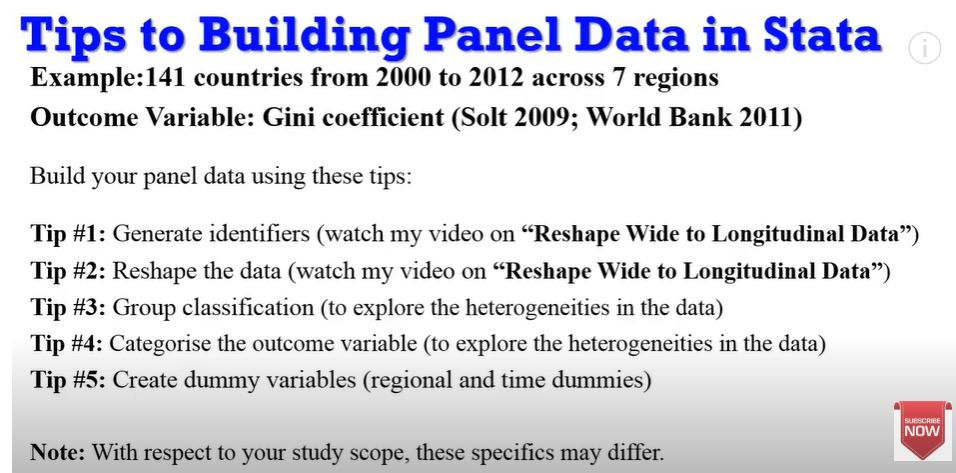 Tips to Building Panel Data in Stata
Example:141 countries from 2000 to 2012 across 7 regions
Outcome Variable: Gini coefficient (Solt 2009; World Bank 2011)
Build your panel data using these tips:
Tip #1: Generate identifiers (watch my video on “Reshape Wide to Longitudinal Data”)
Tip #2: Reshape the data (watch my video on “Reshape Wide to Longitudinal Data”)
Tip #3: Group classification (to explore the heterogeneities in the data)
Tip #4: Categorise the outcome variable (to explore the heterogeneities in the data)
Tip #5: Create dummy variables (regional and time dummies)
SUBSCRIBE
NOW
Note: With respect to your study scope, these specifics may differ.